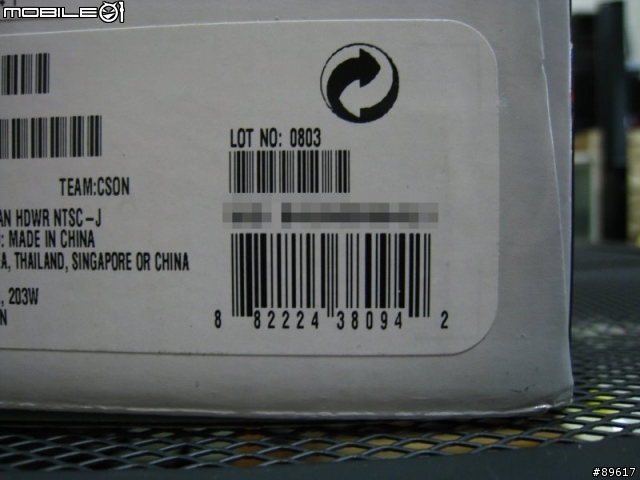 MOBILE01
LOT NO: 0803
TEAM:CSON
AN HDWR NTSC-J
: MADE IN CHINA
A, THAILAND, SINGAPORE OR CHINA
, 203W
N
8 82224 38094 2
#89617